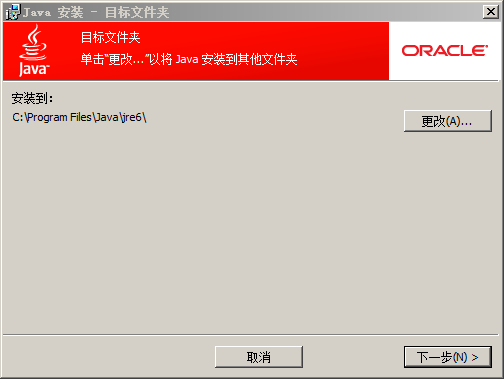 Java 安装 - 目标文件夹
目标文件夹
单击“更改...”以将 Java 安装到其他文件夹
Java
ORACLE
安装到：
C:\Program Files\Java\jre6\
更改(A)...
取消
下一步(N) >